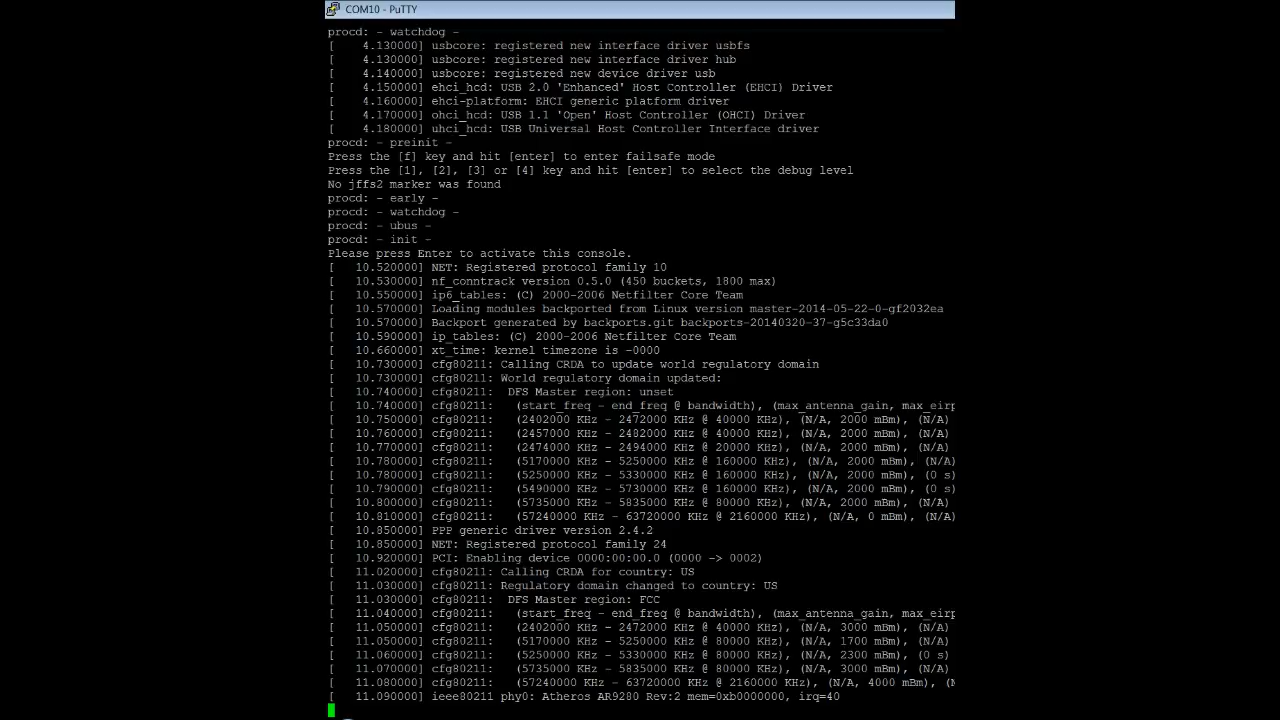 COM10 - PuTTY
procd: - watchdog -
[    4.130000] usbcore: registered new interface driver usbfs
[    4.130000] usbcore: registered new interface driver hub
[    4.140000] usbcore: registered new device driver usb
[    4.150000] ehci_hcd: USB 2.0 'Enhanced' Host Controller (EHCI) Driver
[    4.160000] ehci-platform: EHCI generic platform driver
[    4.170000] ohci_hcd: USB 1.1 'Open' Host Controller (OHCI) Driver
[    4.180000] uhci_hcd: USB Universal Host Controller Interface driver
procd: - preinit -
Press the [f] key and hit [enter] to enter failsafe mode
Press the [1], [2], [3] or [4] key and hit [enter] to select the debug level
No jffs2 marker was found
procd: - early -
procd: - watchdog -
procd: - ubus -
procd: - init -
Please press Enter to activate this console.
[   10.520000] NET: Registered protocol family 10
[   10.530000] nf_conntrack version 0.5.0 (450 buckets, 1800 max)
[   10.550000] ip6_tables: (C) 2000-2006 Netfilter Core Team
[   10.570000] Loading modules backported from Linux version master-2014-05-22-0-gf2032ea
[   10.570000] Backport generated by backports.git backports-20140320-37-g5c33da0
[   10.590000] ip_tables: (C) 2000-2006 Netfilter Core Team
[   10.660000] xt_time: kernel timezone is -0000
[   10.730000] cfg80211: Calling CRDA to update world regulatory domain
[   10.730000] cfg80211: World regulatory domain updated:
[   10.740000] cfg80211:  DFS Master region: unset
[   10.740000] cfg80211:   (start_freq - end_freq @ bandwidth), (max_antenna_gain, max_eirp
[   10.750000] cfg80211:   (2402000 KHz - 2472000 KHz @ 40000 KHz), (N/A, 2000 mBm), (N/A)
[   10.760000] cfg80211:   (2457000 KHz - 2482000 KHz @ 40000 KHz), (N/A, 2000 mBm), (N/A)
[   10.770000] cfg80211:   (2474000 KHz - 2494000 KHz @ 20000 KHz), (N/A, 2000 mBm), (N/A)
[   10.780000] cfg80211:   (5170000 KHz - 5250000 KHz @ 160000 KHz), (N/A, 2000 mBm), (N/A)
[   10.780000] cfg80211:   (5250000 KHz - 5330000 KHz @ 160000 KHz), (N/A, 2000 mBm), (0 s)
[   10.790000] cfg80211:   (5490000 KHz - 5730000 KHz @ 160000 KHz), (N/A, 2000 mBm), (0 s)
[   10.800000] cfg80211:   (5735000 KHz - 5835000 KHz @ 80000 KHz), (N/A, 2000 mBm), (N/A)
[   10.810000] cfg80211:   (57240000 KHz - 63720000 KHz @ 2160000 KHz), (N/A, 0 mBm), (N/A)
[   10.850000] PPP generic driver version 2.4.2
[   10.850000] NET: Registered protocol family 24
[   10.920000] PCI: Enabling device 0000:00:00.0 (0000 -> 0002)
[   11.020000] cfg80211: Calling CRDA for country: US
[   11.030000] cfg80211: Regulatory domain changed to country: US
[   11.030000] cfg80211:  DFS Master region: FCC
[   11.040000] cfg80211:   (start_freq - end_freq @ bandwidth), (max_antenna_gain, max_eirp
[   11.050000] cfg80211:   (2402000 KHz - 2472000 KHz @ 40000 KHz), (N/A, 3000 mBm), (N/A)
[   11.050000] cfg80211:   (5170000 KHz - 5250000 KHz @ 80000 KHz), (N/A, 1700 mBm), (N/A)
[   11.060000] cfg80211:   (5250000 KHz - 5330000 KHz @ 80000 KHz), (N/A, 2300 mBm), (0 s)
[   11.070000] cfg80211:   (5735000 KHz - 5835000 KHz @ 80000 KHz), (N/A, 3000 mBm), (N/A)
[   11.080000] cfg80211:   (57240000 KHz - 63720000 KHz @ 2160000 KHz), (N/A, 4000 mBm), (N
[   11.090000] ieee80211 phy0: Atheros AR9280 Rev:2 mem=0xb0000000, irq=40